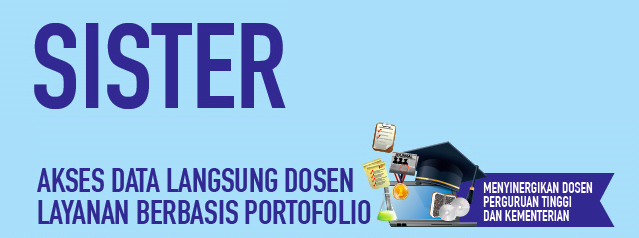 SISTER
AKSES DATA LANGSUNG DOSEN
LAYANAN BERBASIS PORTOFOLIO
MENYINERGIKAN DOSEN
PERGURUAN TINGGI
DAN KEMENTERIAN